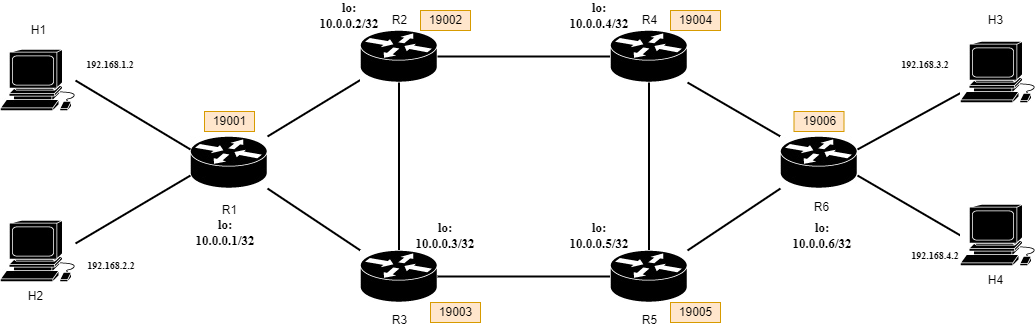 lo:
10.0.0.2/32
R2
19002
lo:
10.0.0.4/32
R4
19004
H1
192.168.1.2
H3
192.168.3.2
19001
R1
lo:
10.0.0.1/32
19006
R6
lo:
10.0.0.6/32
H2
192.168.2.2
lo:
10.0.0.3/32
R3
19003
lo:
10.0.0.5/32
R5
19005
192.168.4.2
H4